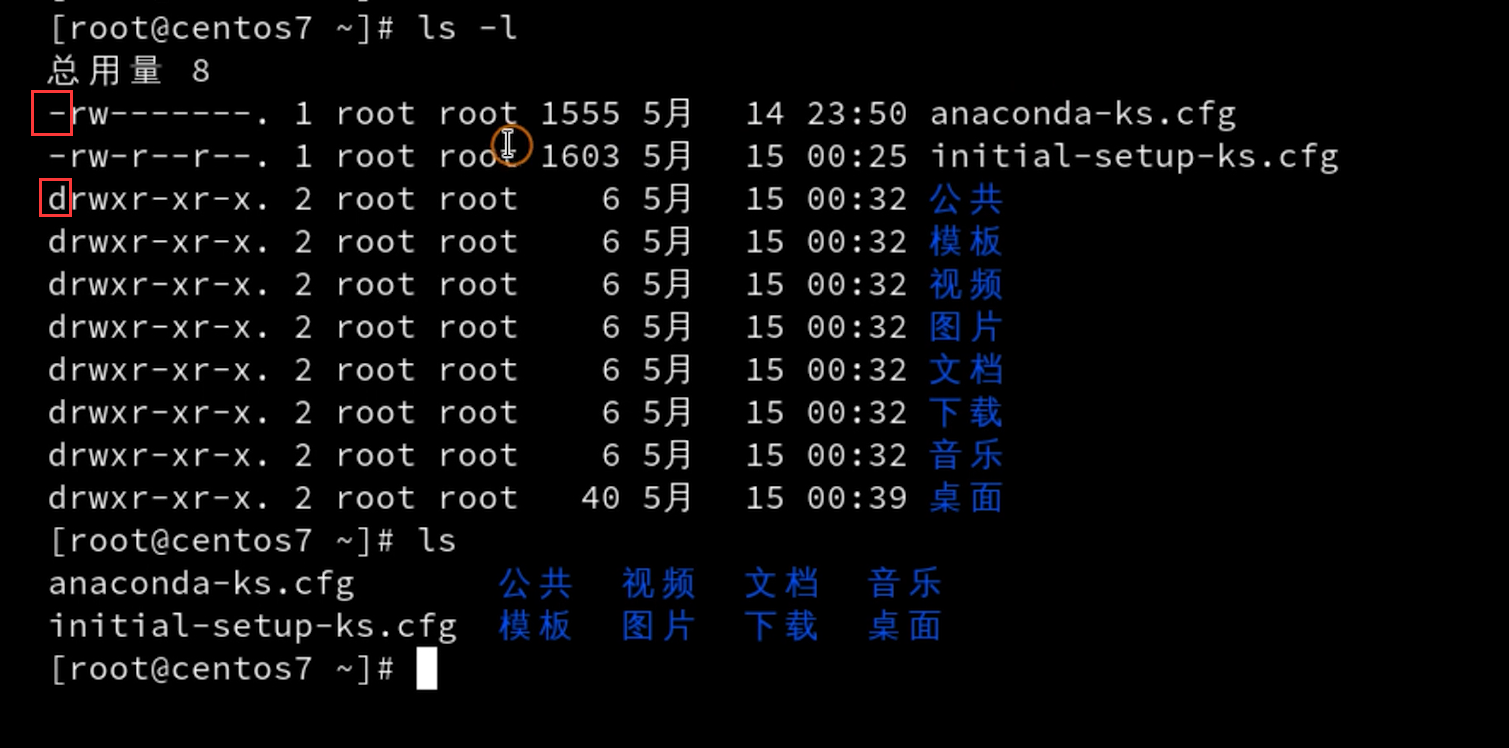 [root@centos7 ~]# ls -l
总用量 8
-rw-------. 1 root root 1555 5月 14 23:50 anaconda-ks.cfg
-rw-r--r--. 1 root root 1603 5月 15 00:25 initial-setup-ks.cfg
drwxr-xr-x. 2 root root 6 5月 15 00:32 公共
drwxr-xr-x. 2 root root 6 5月 15 00:32 模板
drwxr-xr-x. 2 root root 6 5月 15 00:32 视频
drwxr-xr-x. 2 root root 6 5月 15 00:32 图片
drwxr-xr-x. 2 root root 6 5月 15 00:32 文档
drwxr-xr-x. 2 root root 6 5月 15 00:32 下载
drwxr-xr-x. 2 root root 6 5月 15 00:32 音乐
drwxr-xr-x. 2 root root 40 5月 15 00:39 桌面
[root@centos7 ~]# ls
anaconda-ks.cfg 公共 视频 文档 音乐
initial-setup-ks.cfg 模板 图片 下载 桌面
[root@centos7 ~]#